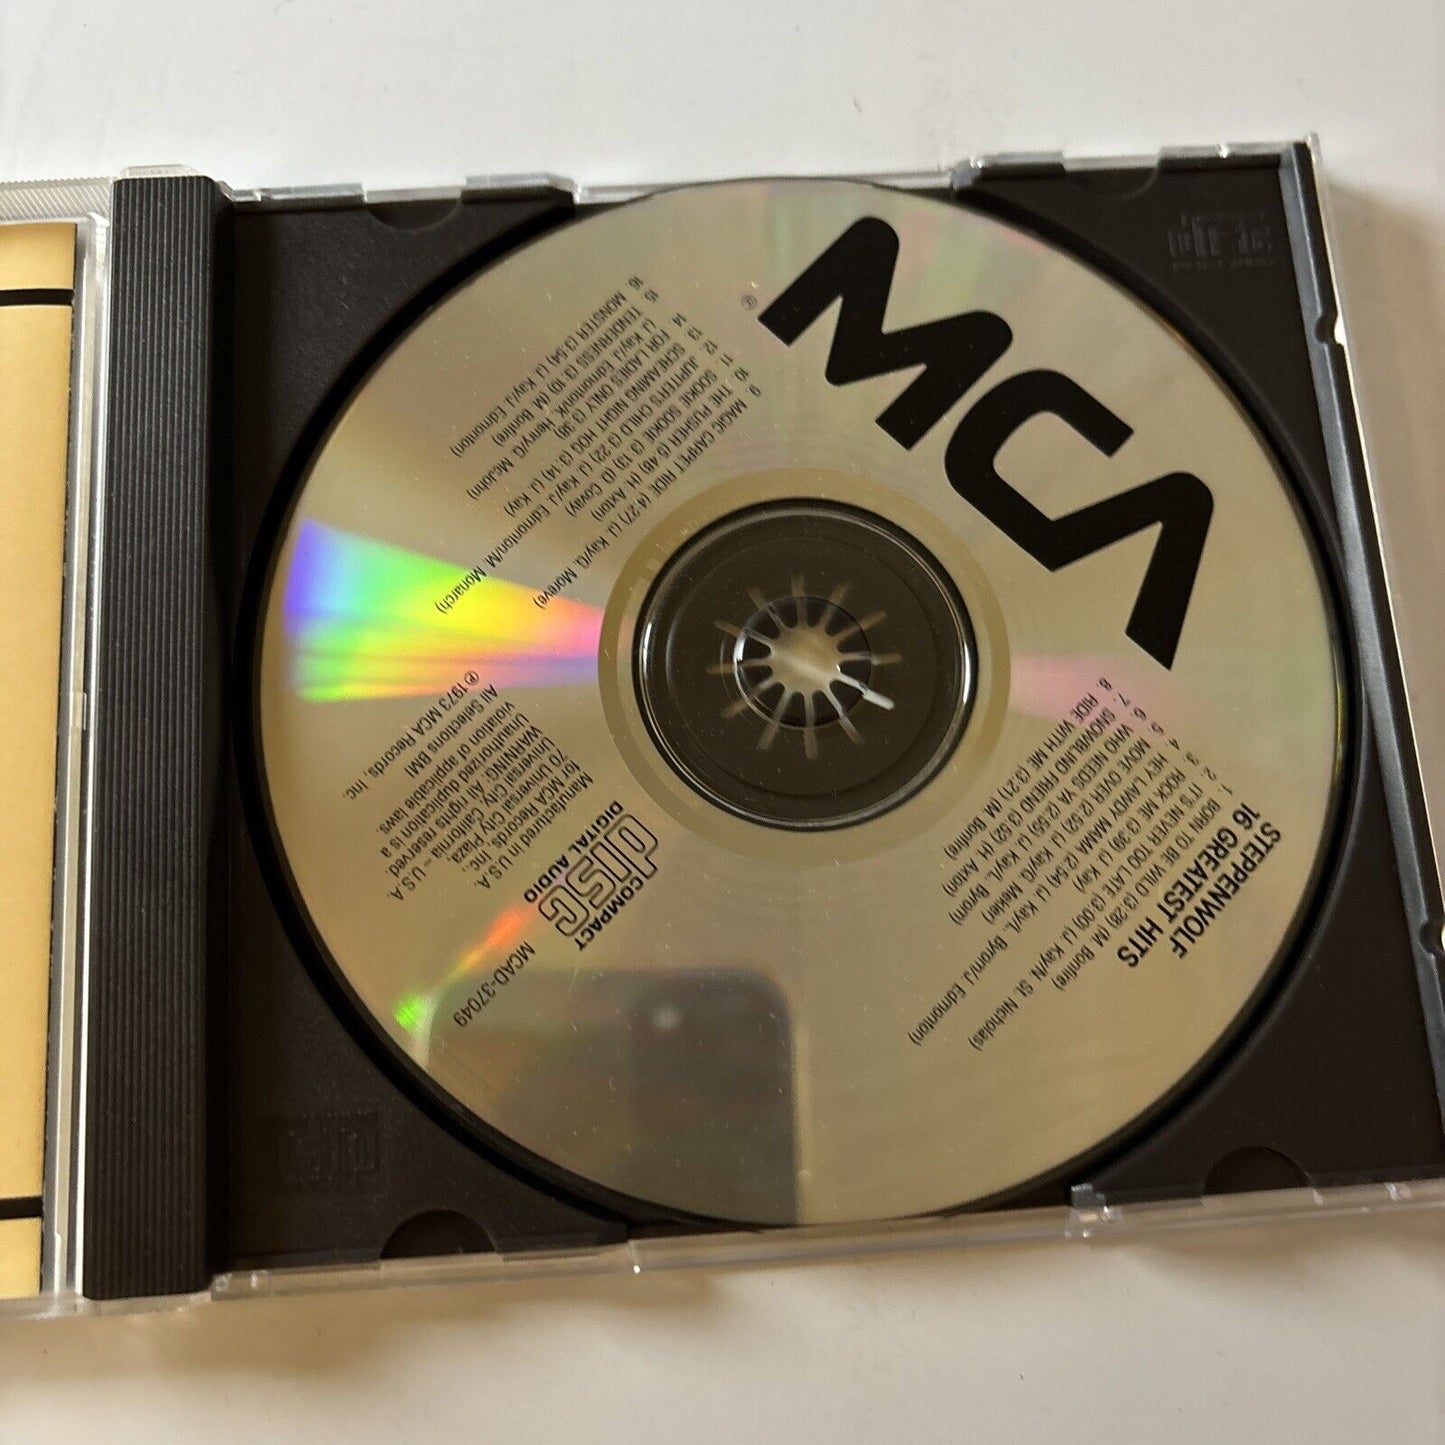 MCA
®
STEPPENWOLF
16 GREATEST HITS
1. BORN TO BE WILD (3:28) (M. Bonfire)
2. IT'S NEVER TOO LATE (3:00) (J. Kay/N. St. Nicholas)
3. ROCK ME (3:39) (J. Kay)
4. HEY LAWDY MAMA (2:54) (J. Kay/L. Byrom/J. Edmonton)
5. MOVE OVER (2:52) (J. Kay/G. Mekler)
6. WHO NEEDS YA (2:55) (J. Kay/L. Byrom)
7. SNOWBLIND FRIEND (3:52) (H. Axton)
8. RIDE WITH ME (3:21) (M. Bonfire)
9. MAGIC CARPET RIDE (4:27) (J. Kay/G. Moreve)
10. THE PUSHER (5:48) (H. Axton)
11. SOOKIE SOOKIE (3:13) (D. Covay)
12. JUPITER'S CHILD (3:22) (J. Kay/J. Edmonton/M. Monarch)
13. SCREAMING NIGHT HOG (3:14) (J. Kay)
14. FOR LADIES ONLY (3:38)
(J. Kay/J. Edmonton/K. Henry/G. McJohn)
15. TENDERNESS (3:10) (M. Bonfire)
16. MONSTER (3:54) (J. Kay/J. Edmonton)
COMPACT
disc
DIGITAL AUDIO
MCAD-37049
Manufactured in U.S.A.
for MCA Records, Inc.,
70 Universal City Plaza,
Universal City, California – U.S.A.
WARNING: All rights reserved.
Unauthorized duplication is a
violation of applicable laws.
All Selections BMI
℗ 1973 MCA Records, Inc.